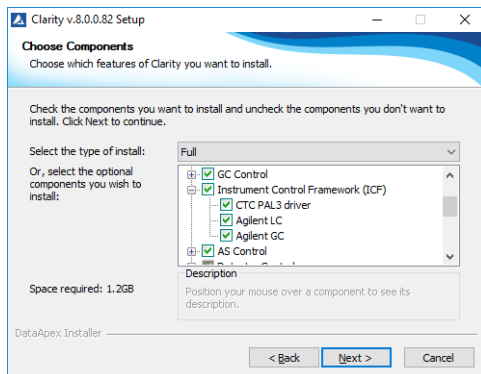 Clarity v.8.0.0.82 Setup
Choose Components
Choose which features of Clarity you want to install.
Check the components you want to install and uncheck the components you don't want to
install. Click Next to continue.
Select the type of install:
Full
Or, select the optional
components you wish to
install:
GC Control
Instrument Control Framework (ICF)
CTC PAL3 driver
Agilent LC
Agilent GC
AS Control
Description
Position your mouse over a component to see its
description.
Space required: 1.2GB
DataApex Installer
< Back
Next >
Cancel